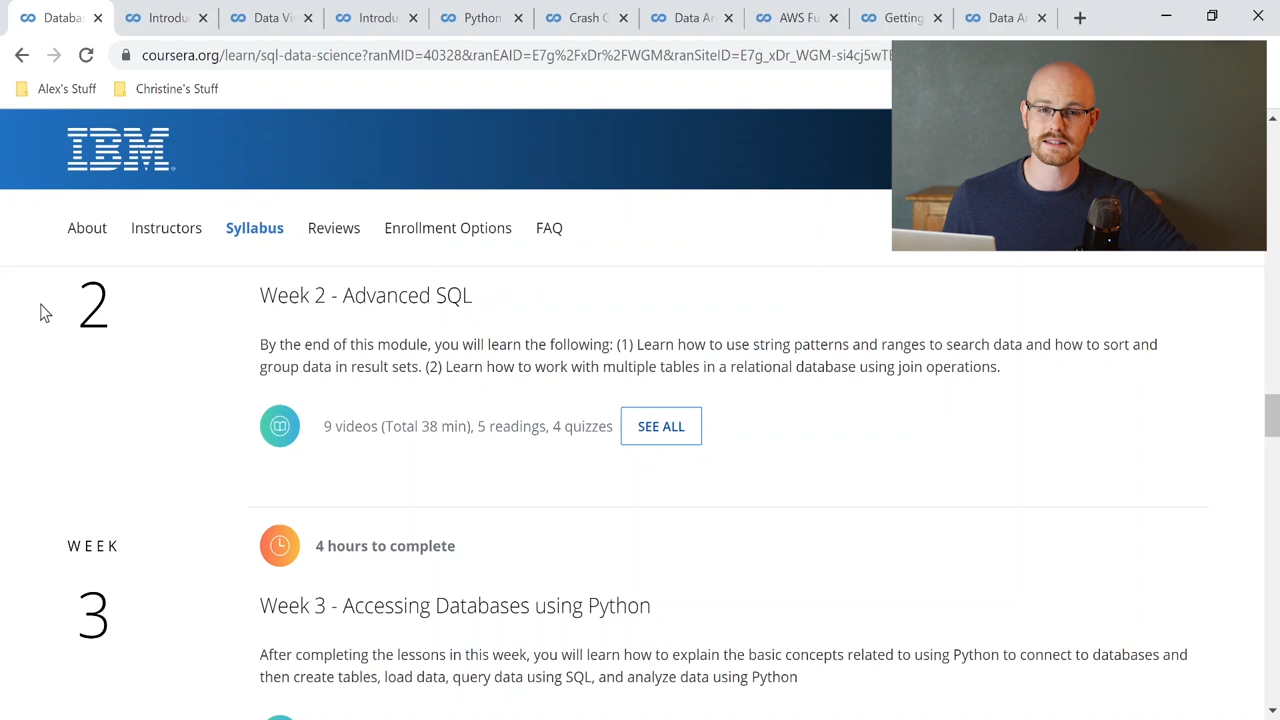 Databas
Introdu
Data Vis
Introdu
Python
Crash C
Data An
AWS Fu
Getting
Data An
coursera.org/learn/sql-data-science?ranMID=40328&ranEAID=E7g%2FxDr%2FWGM&ranSiteID=E7g_xDr_WGM-si4cj5wT
Alex's Stuff
Christine's Stuff
IBM
About
Instructors
Syllabus
Reviews
Enrollment Options
FAQ
2
Week 2 - Advanced SQL
By the end of this module, you will learn the following: (1) Learn how to use string patterns and ranges to search data and how to sort and
group data in result sets. (2) Learn how to work with multiple tables in a relational database using join operations.
9 videos (Total 38 min), 5 readings, 4 quizzes
SEE ALL
WEEK
4 hours to complete
3
Week 3 - Accessing Databases using Python
After completing the lessons in this week, you will learn how to explain the basic concepts related to using Python to connect to databases and
then create tables, load data, query data using SQL, and analyze data using Python